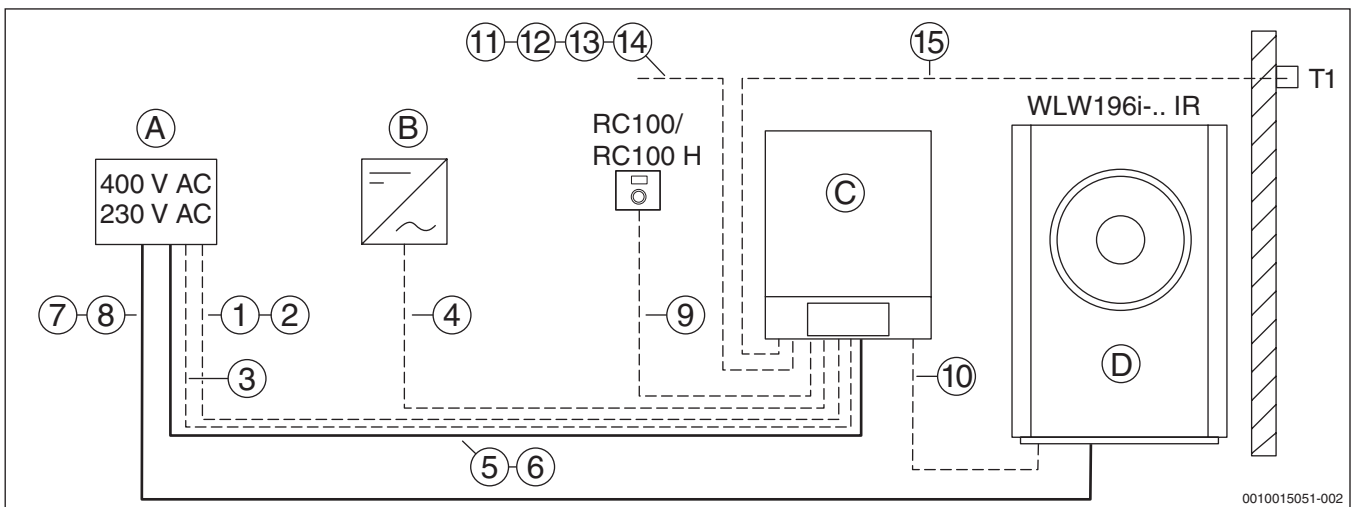 11 12 13 14
15
T1
WLW196i-.. IR
RC100/
RC100 H
A
B
400 V AC
230 V AC
C
7 8
1 2
4
9
3
10
D
5 6
0010015051-002